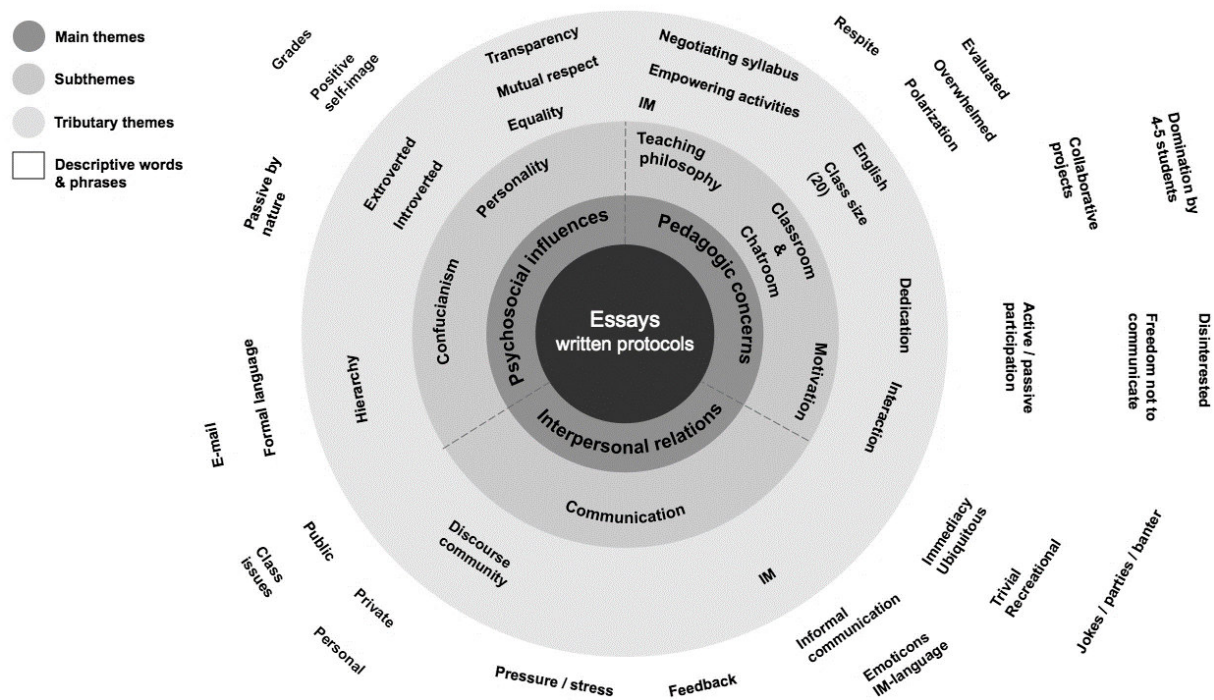 Main themes
Subthemes
Tributary themes
Descriptive words
& phrases
Essays
written protocols
Psychosocial influences
Pedagogic concerns
Interpersonal relations
Confucianism
Personality
Teaching
philosophy
Classroom
&
Chatroom
Motivation
Communication
Hierarchy
Introverted
Extroverted
Equality
Mutual respect
Transparency
Negotiating syllabus
Empowering activities
IM
English
Class size
(20)
Dedication
Interaction
IM
Discourse
community
Grades
Positive
self-image
Passive by
nature
Formal language
E-mail
Respite
Evaluated
Overwhelmed
Polarization
Collaborative
projects
Domination by
4-5 students
Active / passive
participation
Freedom not to
communicate
Disinterested
Immediacy
Ubiquitous
Trivial
Recreational
Jokes / parties / banter
Informal
communication
Emoticons
IM-language
Feedback
Pressure / stress
Public
Class
issues
Private
Personal